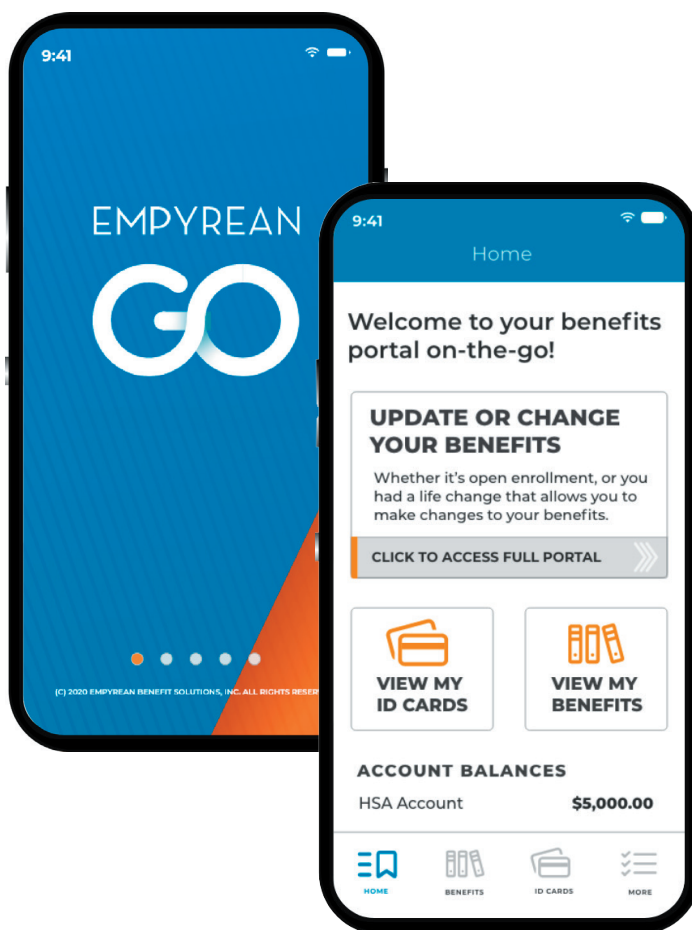 9:41
EMPYREAN
GO
(C) 2020 EMPYREAN BENEFIT SOLUTIONS, INC. ALL RIGHTS
9:41
Home
Welcome to your benefits
portal on-the-go!
UPDATE OR CHANGE
YOUR BENEFITS
Whether it's open enrollment, or you
had a life change that allows you to
make changes to your benefits.
CLICK TO ACCESS FULL PORTAL
VIEW MY
ID CARDS
VIEW MY
BENEFITS
ACCOUNT BALANCES
HSA Account $5,000.00
HOME BENEFITS ID CARDS MORE